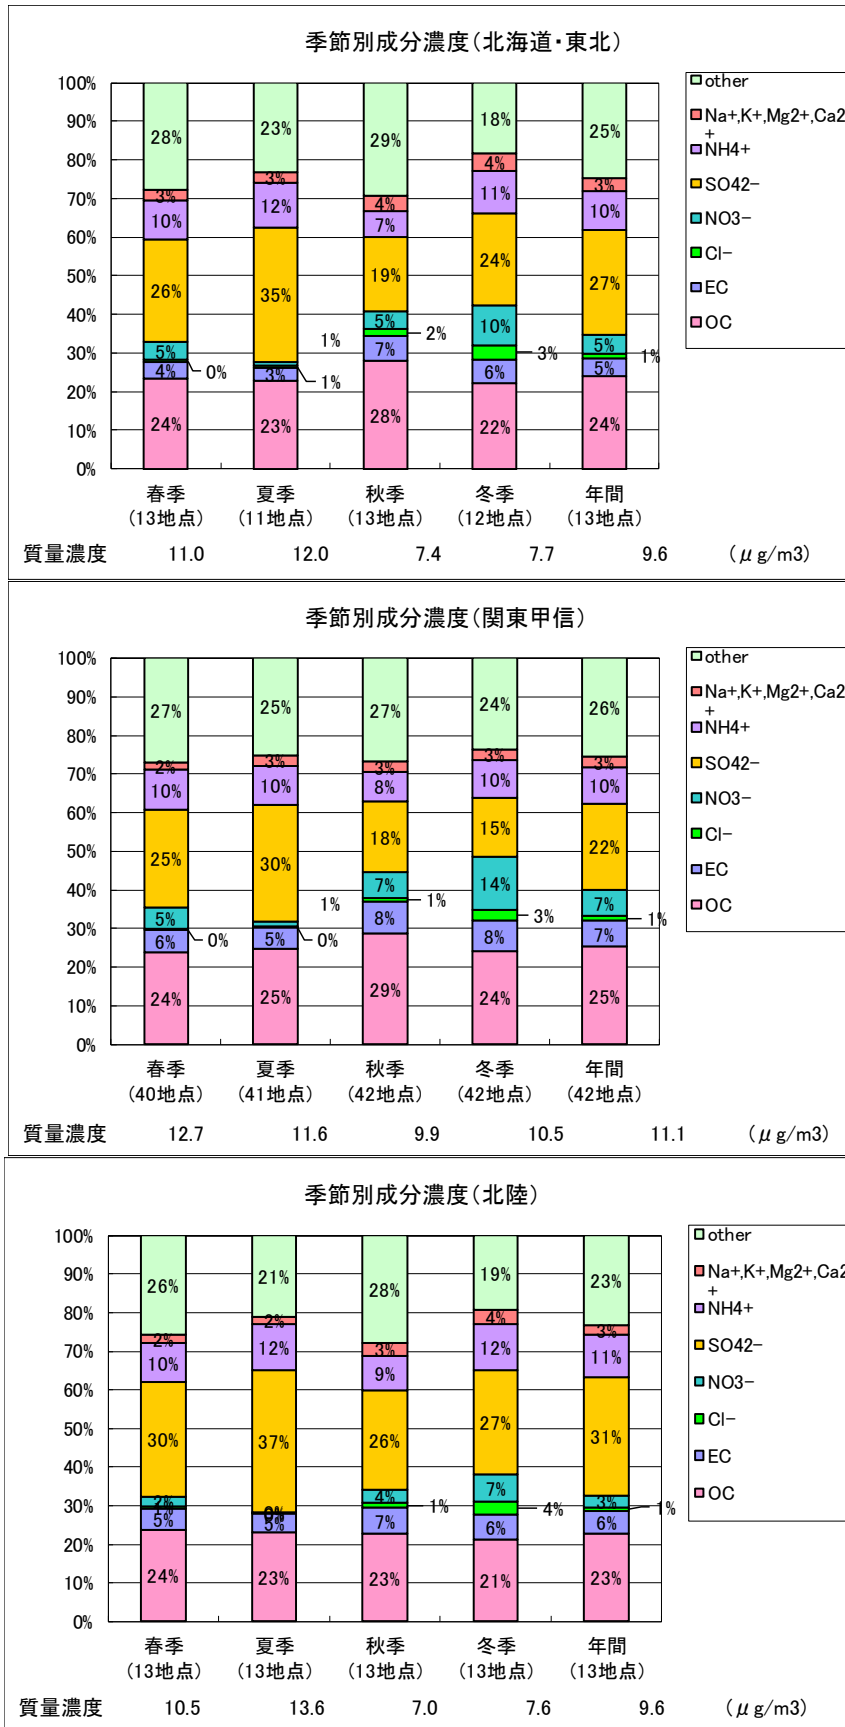 季節別成分濃度(北海道・東北)
100%
90%
80%
70%
60%
50%
40%
30%
20%
10%
0%
28% 23% 29% 18% 25%
3% 3% 4% 4% 3%
10% 12% 7% 11% 10%
26% 35% 19% 24% 27%
5% 1% 5% 10% 5%
0% 1% 2% 3% 1%
4% 3% 7% 6% 5%
24% 23% 28% 22% 24%
other
Na+,K+,Mg2+,Ca2
+
NH4+
SO42-
NO3-
Cl-
EC
OC
春季 夏季 秋季 冬季 年間
(13地点) (11地点) (13地点) (12地点) (13地点)
質量濃度 11.0 12.0 7.4 7.7 9.6 (μg/m3)
季節別成分濃度(関東甲信)
100%
90%
80%
70%
60%
50%
40%
30%
20%
10%
0%
27% 25% 27% 24% 26%
2% 3% 3% 3% 3%
10% 10% 8% 10% 10%
25% 30% 18% 15% 22%
5% 1% 7% 14% 7%
0% 0% 1% 3% 1%
6% 5% 8% 8% 7%
24% 25% 29% 24% 25%
other
Na+,K+,Mg2+,Ca2
+
NH4+
SO42-
NO3-
Cl-
EC
OC
春季 夏季 秋季 冬季 年間
(40地点) (41地点) (42地点) (42地点) (42地点)
質量濃度 12.7 11.6 9.9 10.5 11.1 (μg/m3)
季節別成分濃度(北陸)
100%
90%
80%
70%
60%
50%
40%
30%
20%
10%
0%
26% 21% 28% 19% 23%
2% 2% 3% 4% 3%
10% 12% 9% 12% 11%
30% 37% 26% 27% 31%
2% 0% 4% 7% 3%
1% 0% 1% 4% 1%
5% 5% 7% 6% 6%
24% 23% 23% 21% 23%
other
Na+,K+,Mg2+,Ca2
+
NH4+
SO42-
NO3-
Cl-
EC
OC
春季 夏季 秋季 冬季 年間
(13地点) (13地点) (13地点) (13地点) (13地点)
質量濃度 10.5 13.6 7.0 7.6 9.6 (μg/m3)